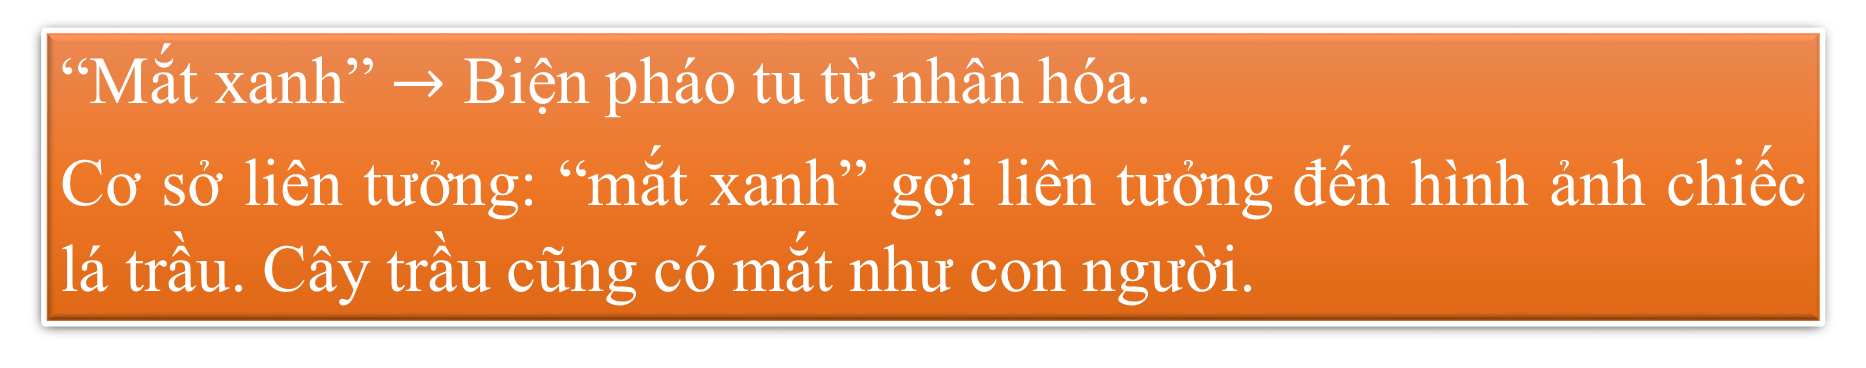 “Mắt xanh” → Biện pháo tu từ nhân hóa.
Cơ sở liên tưởng: “mắt xanh” gợi liên tưởng đến hình ảnh chiếc
lá trầu. Cây trầu cũng có mắt như con người.